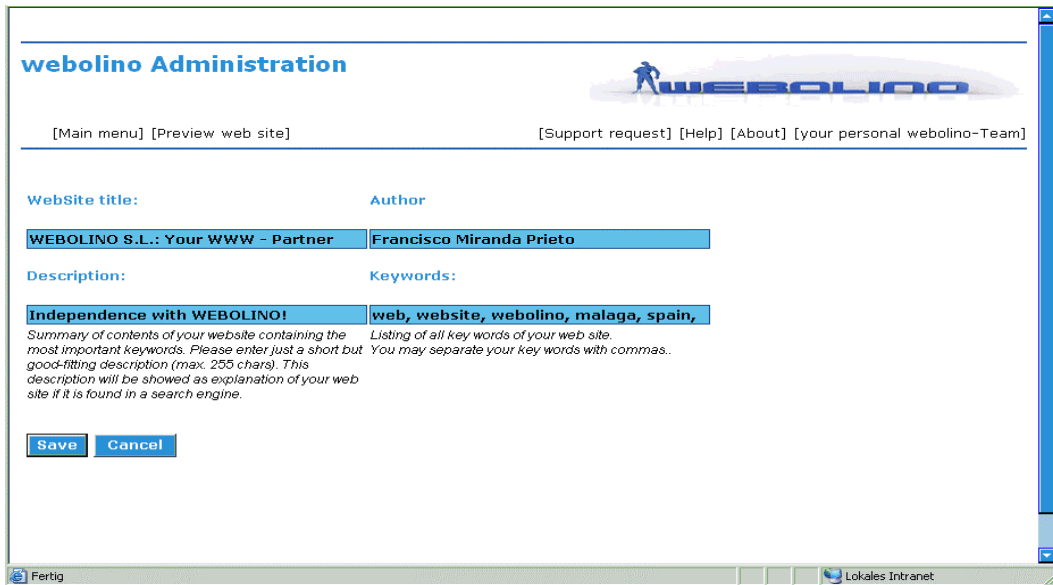 webolino Administration
WEBOLINO
[Main menu] [Preview web site]
[Support request] [Help] [About] [your personal webolino-Team]
WebSite title:
Author
WEBOLINO S.L.: Your WWW - Partner
Francisco Miranda Prieto
Description:
Keywords:
Independence with WEBOLINO!
web, website, webolino, malaga, spain,
Summary of contents of your website containing the
most important keywords. Please enter just a short but
good-fitting description (max. 255 chars). This
description will be showed as explanation of your web
site if it is found in a search engine.
Listing of all key words of your web site.
You may separate your key words with commas..
Save
Cancel
Fertig
Lokales Intranet